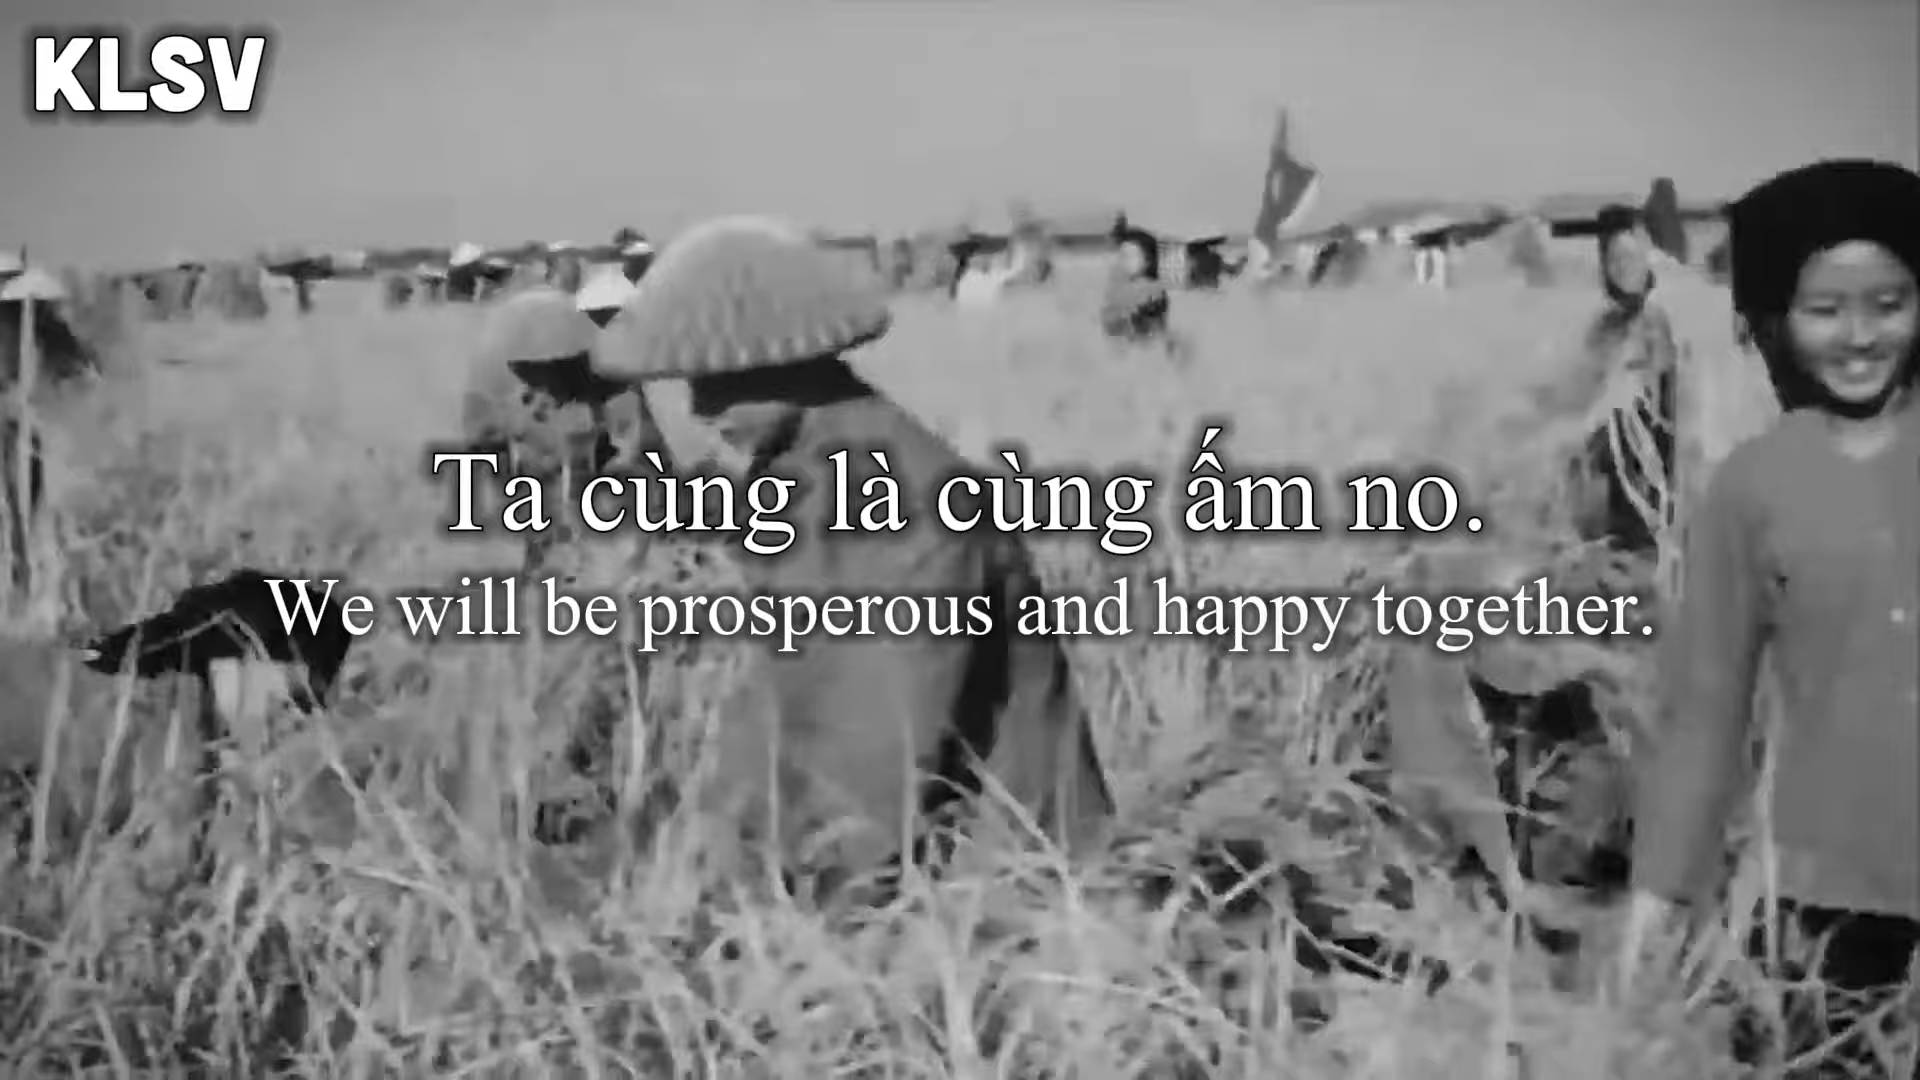 KLSV
Ta cùng là cùng ấm no.
We will be prosperous and happy together.